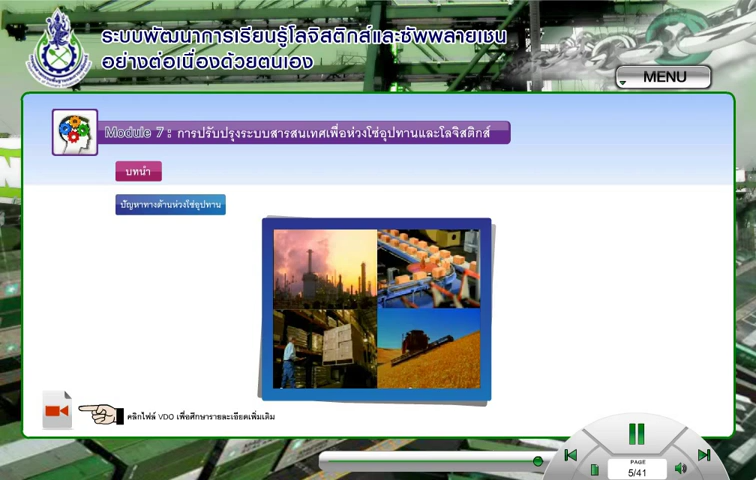 ระบบพัฒนาการเรียนรู้โลจิสติกส์และซัพพลายเชน
อย่างต่อเนื่องด้วยตนเอง
MENU
Module 7 : การปรับปรุงระบบสารสนเทศเพื่อห่วงโซ่อุปทานและโลจิสติกส์
บทนำ
ปัญหาทางด้านห่วงโซ่อุปทาน
คลิกไฟล์ VDO เพื่อศึกษารายละเอียดเพิ่มเติม
PAGE
5/41